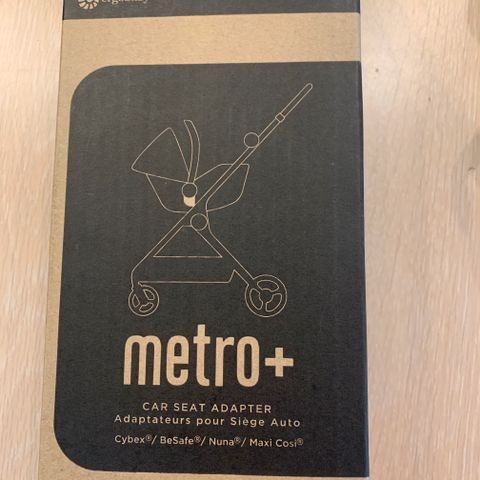 metro+
CAR SEAT ADAPTER
Adaptateurs pour Siège Auto
Cybex®/ BeSafe®/ Nuna®/ Maxi Cosi®